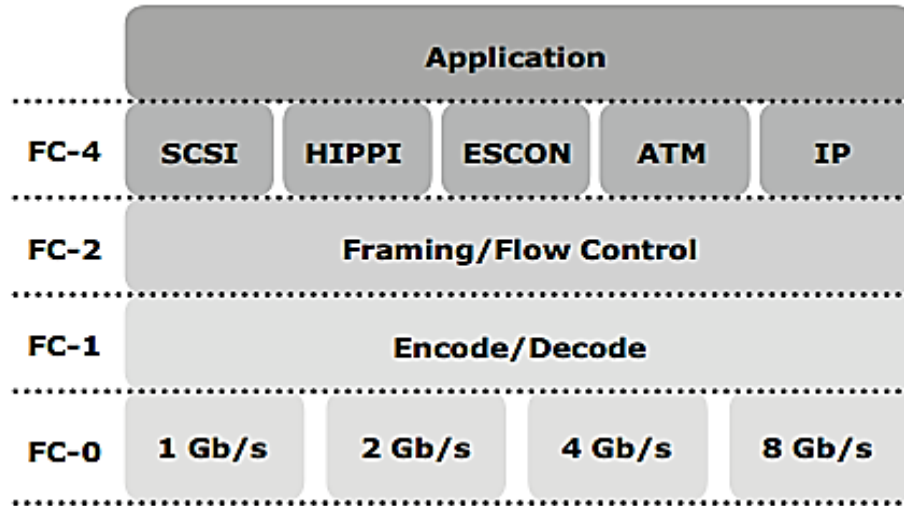 Application
FC-4 SCSI HIPPI ESCON ATM IP
FC-2 Framing/Flow Control
FC-1 Encode/Decode
FC-0 1 Gb/s 2 Gb/s 4 Gb/s 8 Gb/s